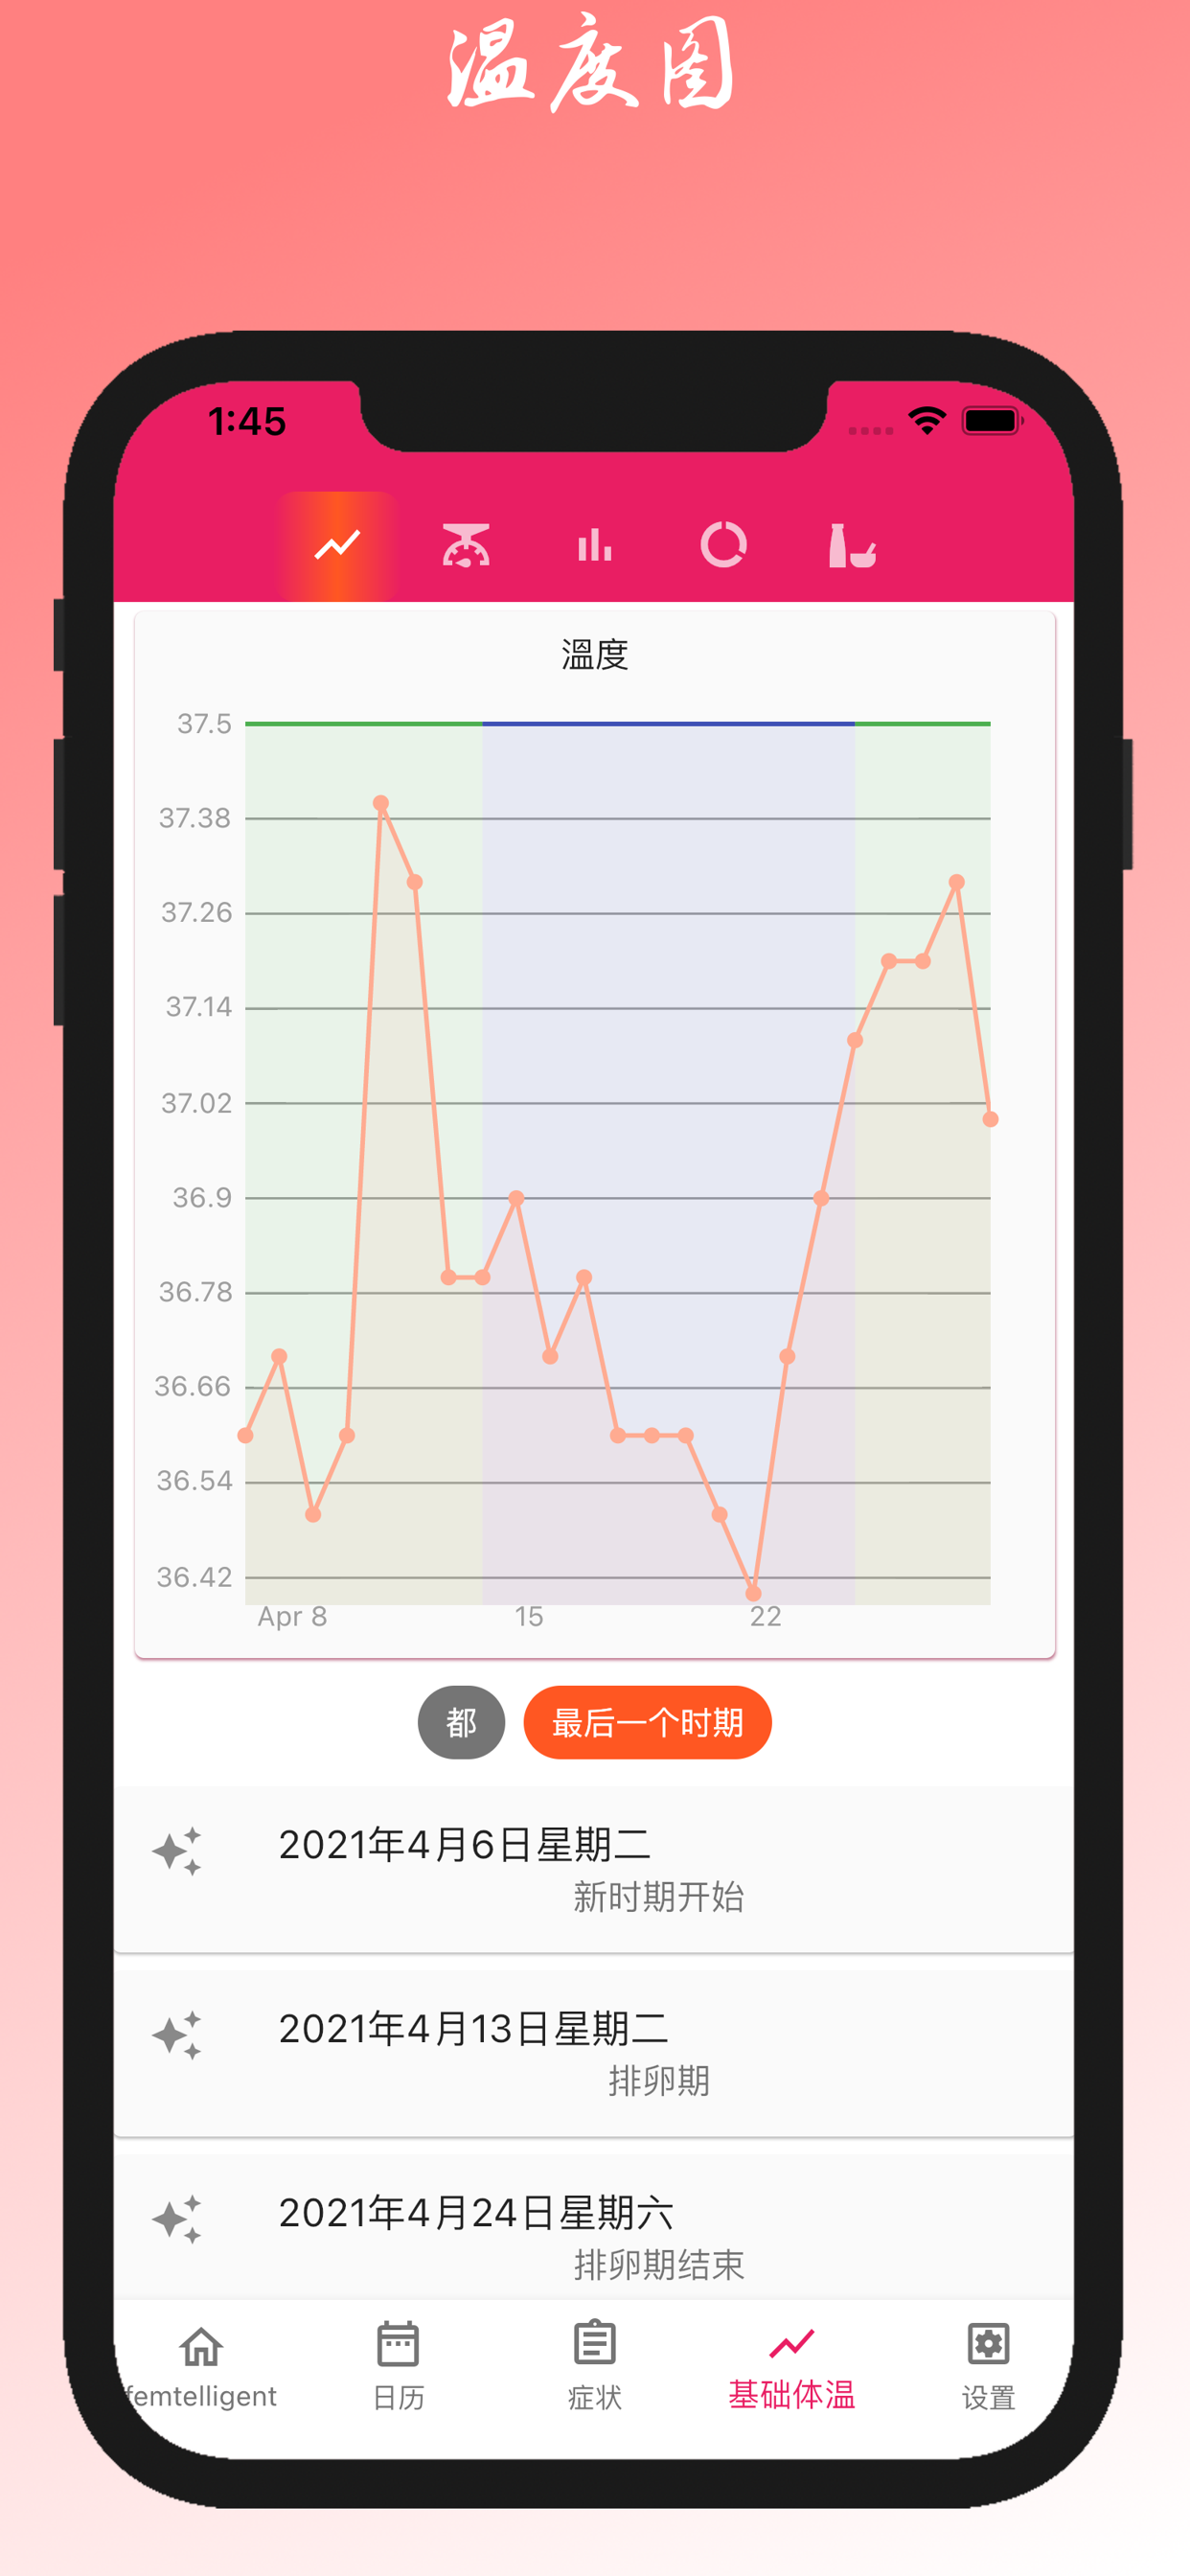 温度图
1:45
溫度
37.5
37.38
37.26
37.14
37.02
36.9
36.78
36.66
36.54
36.42
Apr 8 15 22
都 最后一个时期
2021年4月6日星期二
新时期开始
2021年4月13日星期二
排卵期
2021年4月24日星期六
排卵期结束
femtelligent 日历 症状 基础体温 设置